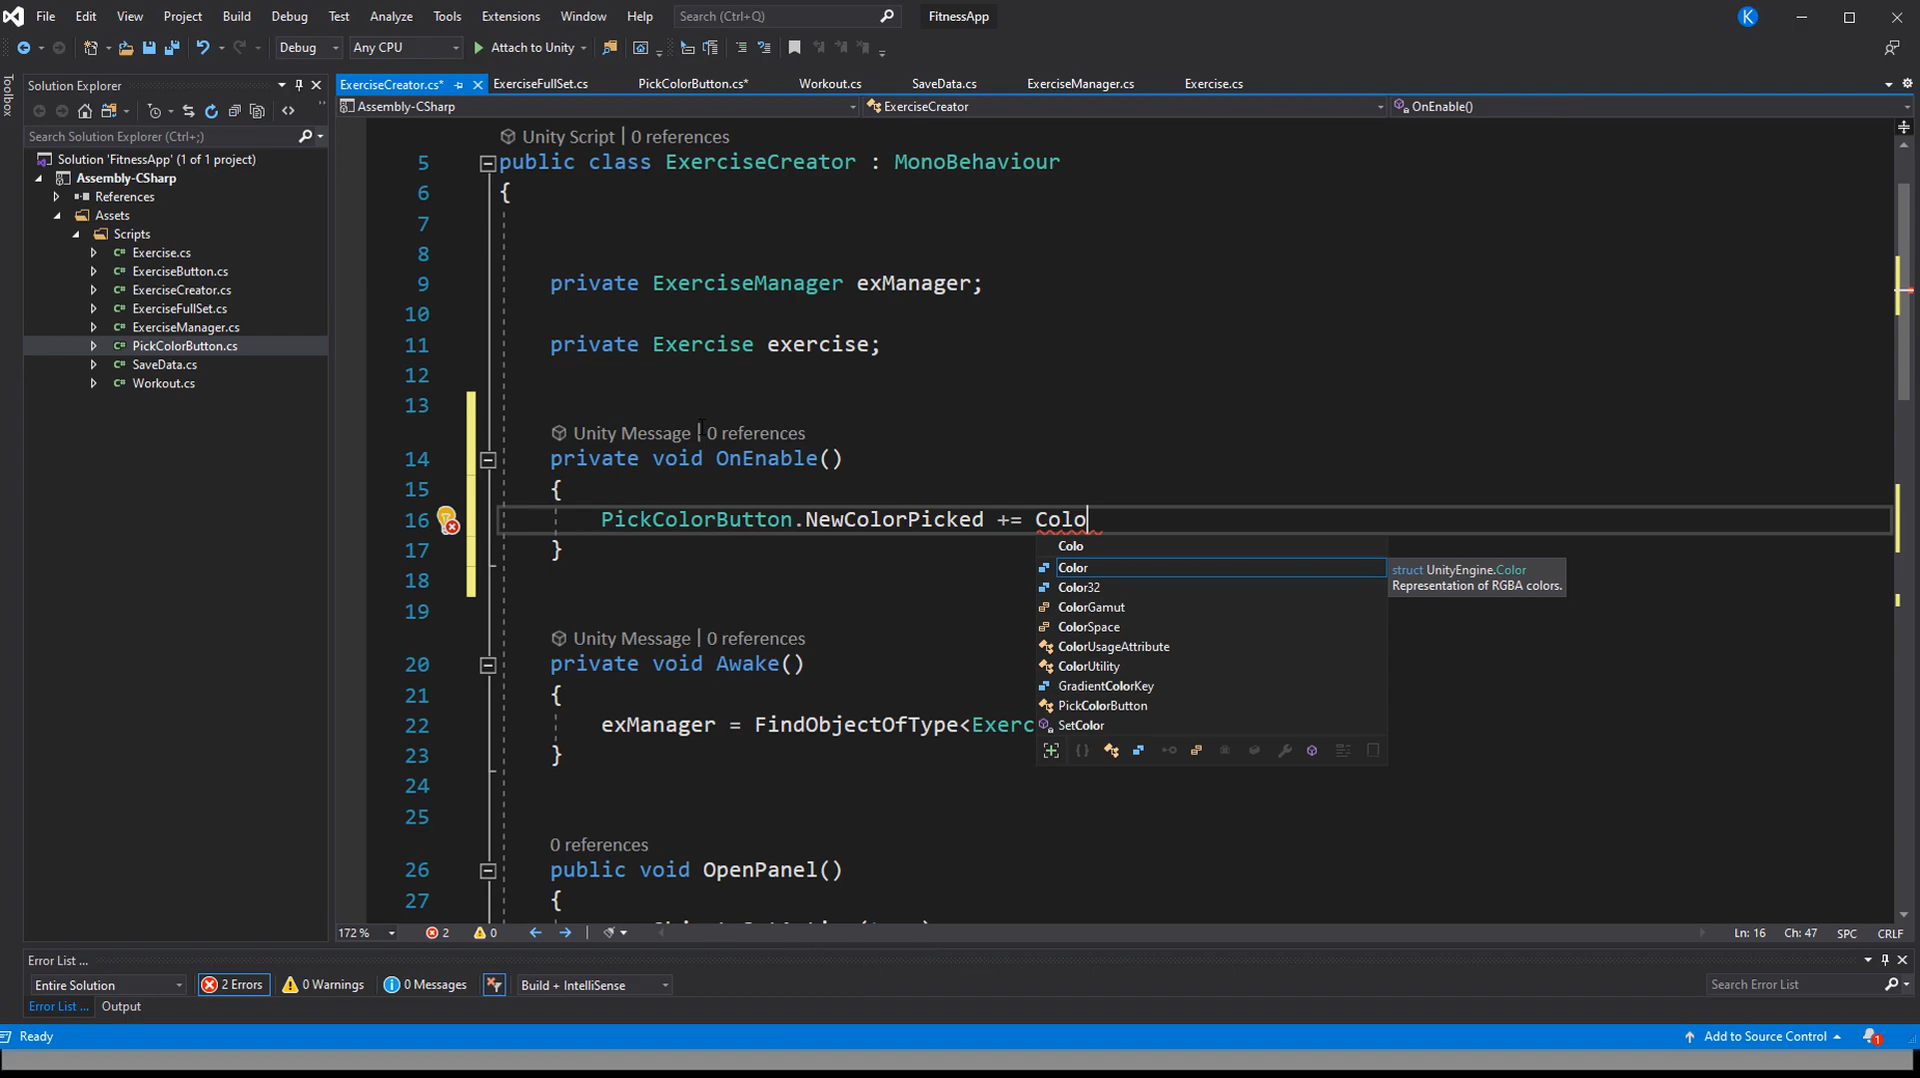 File Edit View Project Build Debug Test Analyze Tools Extensions Window Help Search (Ctrl+Q) FitnessApp K
Debug Any CPU Attach to Unity
Toolbox
Solution Explorer
Search Solution Explorer (Ctrl+;)
Solution 'FitnessApp' (1 of 1 project)
Assembly-CSharp
References
Assets
Scripts
C# Exercise.cs
C# ExerciseButton.cs
C# ExerciseCreator.cs
C# ExerciseFullSet.cs
C# ExerciseManager.cs
C# PickColorButton.cs
C# SaveData.cs
C# Workout.cs
ExerciseCreator.cs* ExerciseFullSet.cs PickColorButton.cs* Workout.cs SaveData.cs ExerciseManager.cs Exercise.cs
Assembly-CSharp ExerciseCreator OnEnable()
Unity Script | 0 references
5 public class ExerciseCreator : MonoBehaviour
6 {
7
8
9 private ExerciseManager exManager;
10
11 private Exercise exercise;
12
13
Unity Message | 0 references
14 private void OnEnable()
15 {
16 PickColorButton.NewColorPicked += Colo
17 }
18
19
Unity Message | 0 references
20 private void Awake()
21 {
22 exManager = FindObjectOfType<Exerc
23 }
24
25
0 references
26 public void OpenPanel()
27 {
Colo
Color
Color32
ColorGamut
ColorSpace
ColorUsageAttribute
ColorUtility
GradientColorKey
PickColorButton
SetColor
struct UnityEngine.Color
Representation of RGBA colors.
172 % 2 0 Ln: 16 Ch: 47 SPC CRLF
Error List ...
Entire Solution 2 Errors 0 Warnings 0 Messages Build + IntelliSense Search Error List
Error List ... Output
Ready Add to Source Control 1